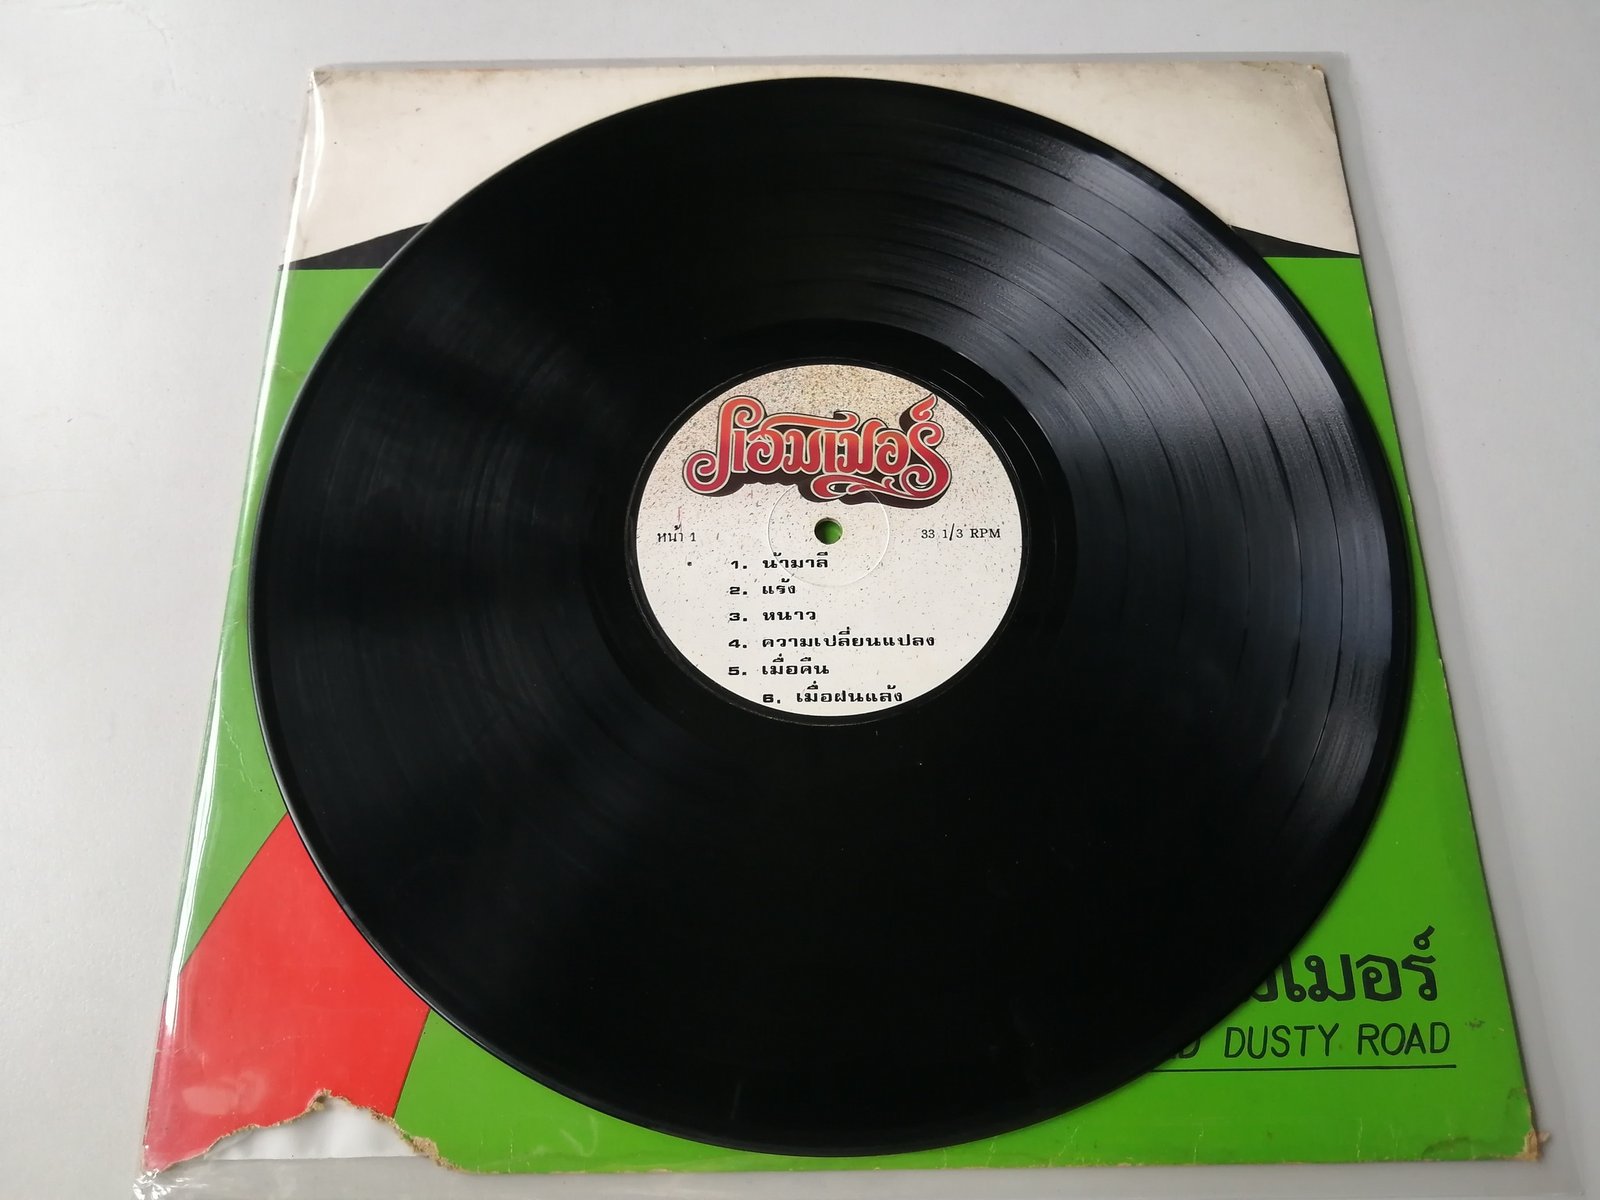 แฮมเมอร์
หน้า 1
33 1/3 RPM
1. น้ามาลี
2. แร้ง
3. หนาว
4. ความเปลี่ยนแปลง
5. เมื่อคืน
6. เมื่อฝนแล้ง
มเมอร์
DUSTY ROAD